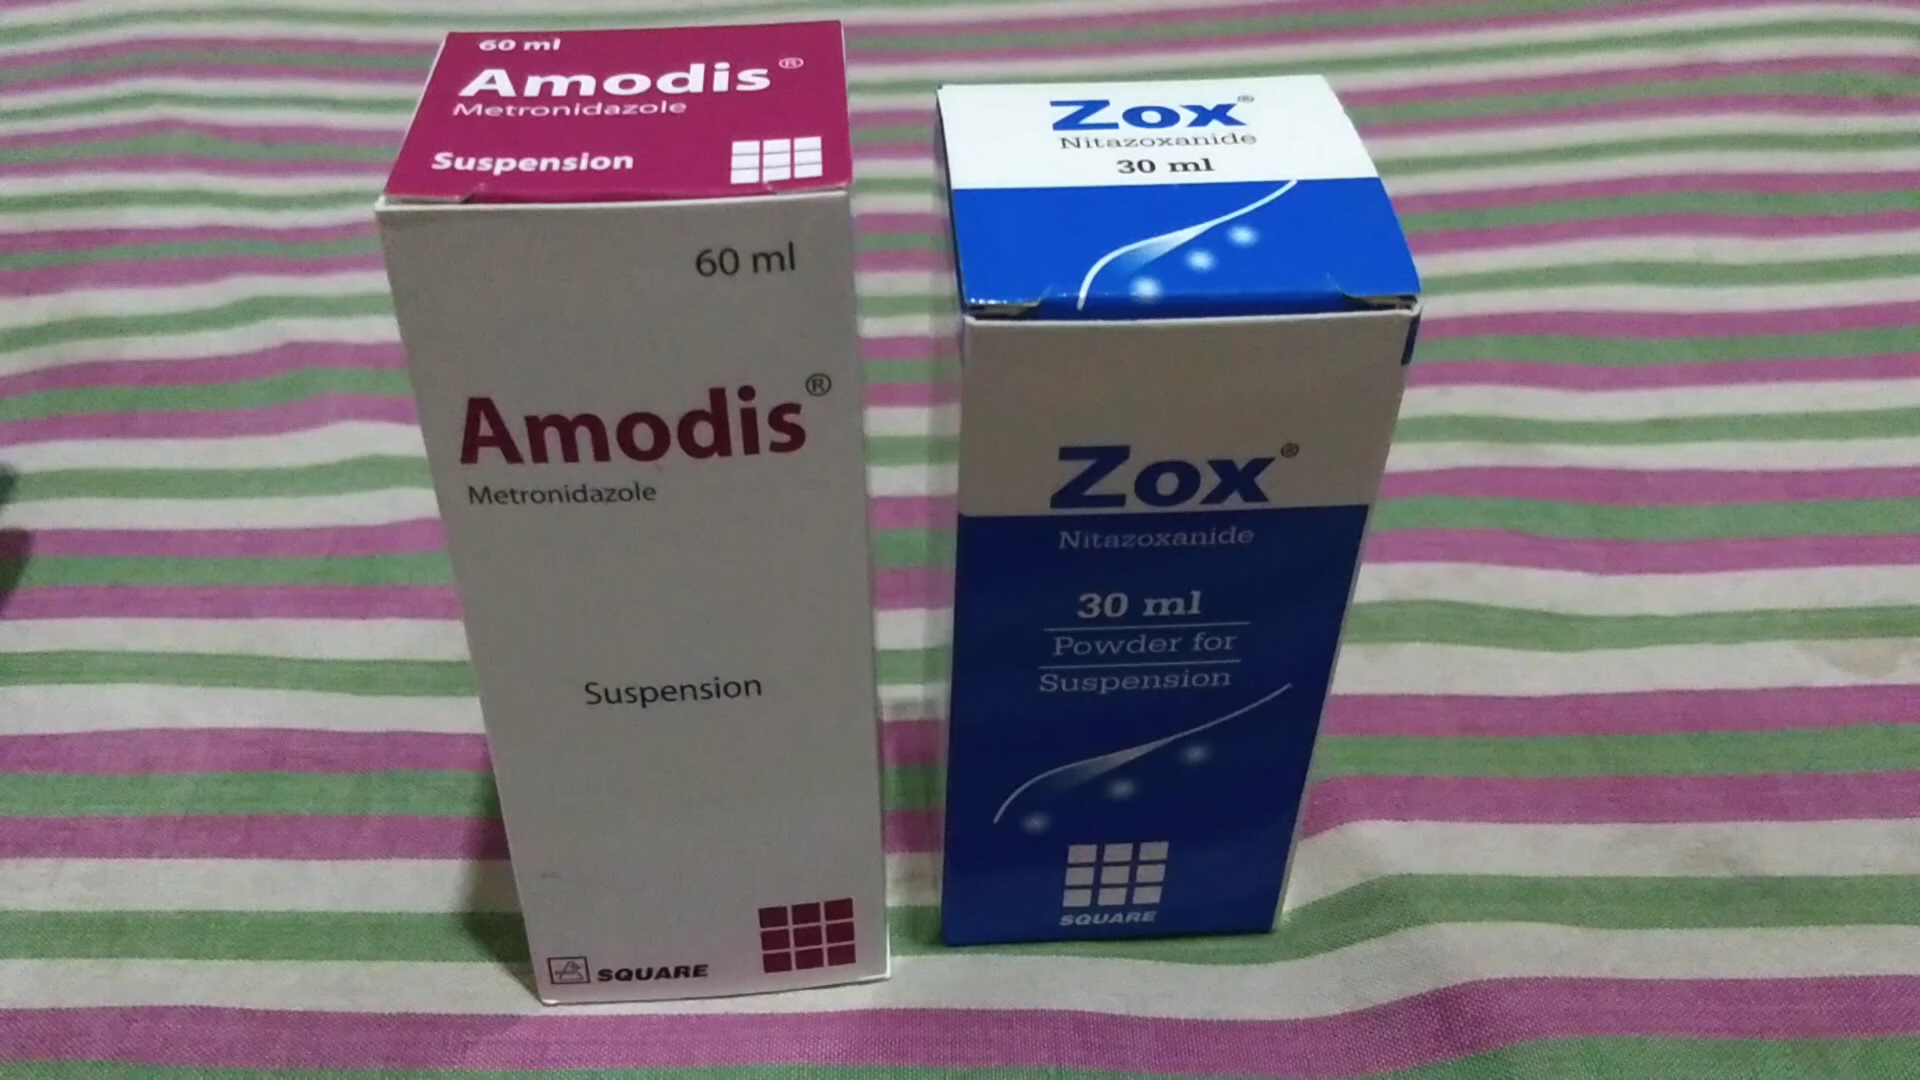 60 ml
Amodis®
Metronidazole
Suspension
60 ml
Amodis®
Metronidazole
Suspension
SQUARE
Zox®
Nitazoxanide
30 ml
Zox®
Nitazoxanide
30 ml
Powder for
Suspension
SQUARE